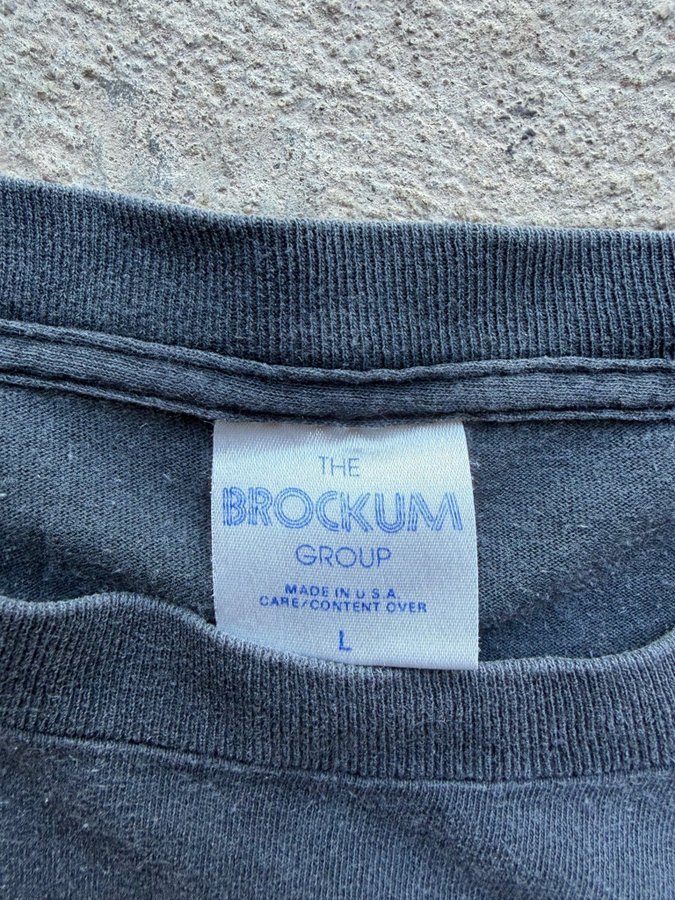 THE
BROCKUM
GROUP
MADE IN U S A.
CARE/CONTENT OVER
L